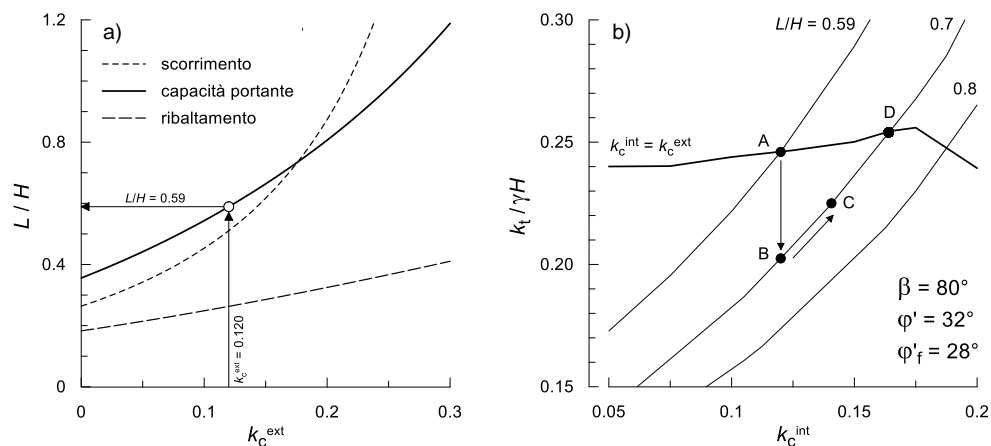 1.2
0.8
0.4
0
L / H
a)
scorrimento
capacità portante
ribaltamento
L/H = 0.59
k_c^ext = 0.120
0
0.1
0.2
0.3
k_c^ext
0.30
0.25
0.20
0.15
k_t / γH
b)
L/H = 0.59
0.7
0.8
k_c^int = k_c^ext
A
D
C
B
β = 80°
φ' = 32°
φ'_f = 28°
0.05
0.1
0.15
0.2
k_c^int